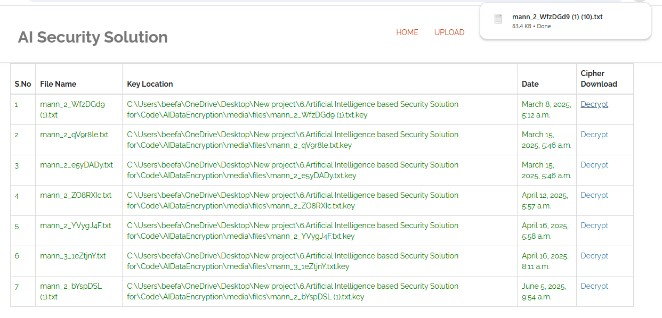 mann_2_WfzDGd9 (1) (10).txt
83.4 KB • Done
AI Security Solution
HOME UPLOAD
S.No File Name Key Location Date Cipher Download
1 mann_2_WfzDGd9 (1).txt C:\Users\beefa\OneDrive\Desktop\New project\6.Artificial Intelligence based Security Solution for\Code\AIDataEncryption\media\files\mann_2_WfzDGd9 (1).txt.key March 8, 2025, 5:12 a.m. Decrypt
2 mann_2_qVgr8le.txt C:\Users\beefa\OneDrive\Desktop\New project\6.Artificial Intelligence based Security Solution for\Code\AIDataEncryption\media\files\mann_2_qVgr8le.txt.key March 15, 2025, 5:46 a.m. Decrypt
3 mann_2_e5yDADy.txt C:\Users\beefa\OneDrive\Desktop\New project\6.Artificial Intelligence based Security Solution for\Code\AIDataEncryption\media\files\mann_2_e5yDADy.txt.key March 15, 2025, 5:46 a.m. Decrypt
4 mann_2_ZO8RXIc.txt C:\Users\beefa\OneDrive\Desktop\New project\6.Artificial Intelligence based Security Solution for\Code\AIDataEncryption\media\files\mann_2_ZO8RXIc.txt.key April 12, 2025, 5:57 a.m. Decrypt
5 mann_2_YVygJ4F.txt C:\Users\beefa\OneDrive\Desktop\New project\6.Artificial Intelligence based Security Solution for\Code\AIDataEncryption\media\files\mann_2_YVygJ4F.txt.key April 16, 2025, 5:58 a.m. Decrypt
6 mann_3_1eZtjnY.txt C:\Users\beefa\OneDrive\Desktop\New project\6.Artificial Intelligence based Security Solution for\Code\AIDataEncryption\media\files\mann_3_1eZtjnY.txt.key April 16, 2025, 8:11 a.m. Decrypt
7 mann_2_bYspDSL (1).txt C:\Users\beefa\OneDrive\Desktop\New project\6.Artificial Intelligence based Security Solution for\Code\AIDataEncryption\media\files\mann_2_bYspDSL (1).txt.key June 5, 2025, 9:54 a.m. Decrypt